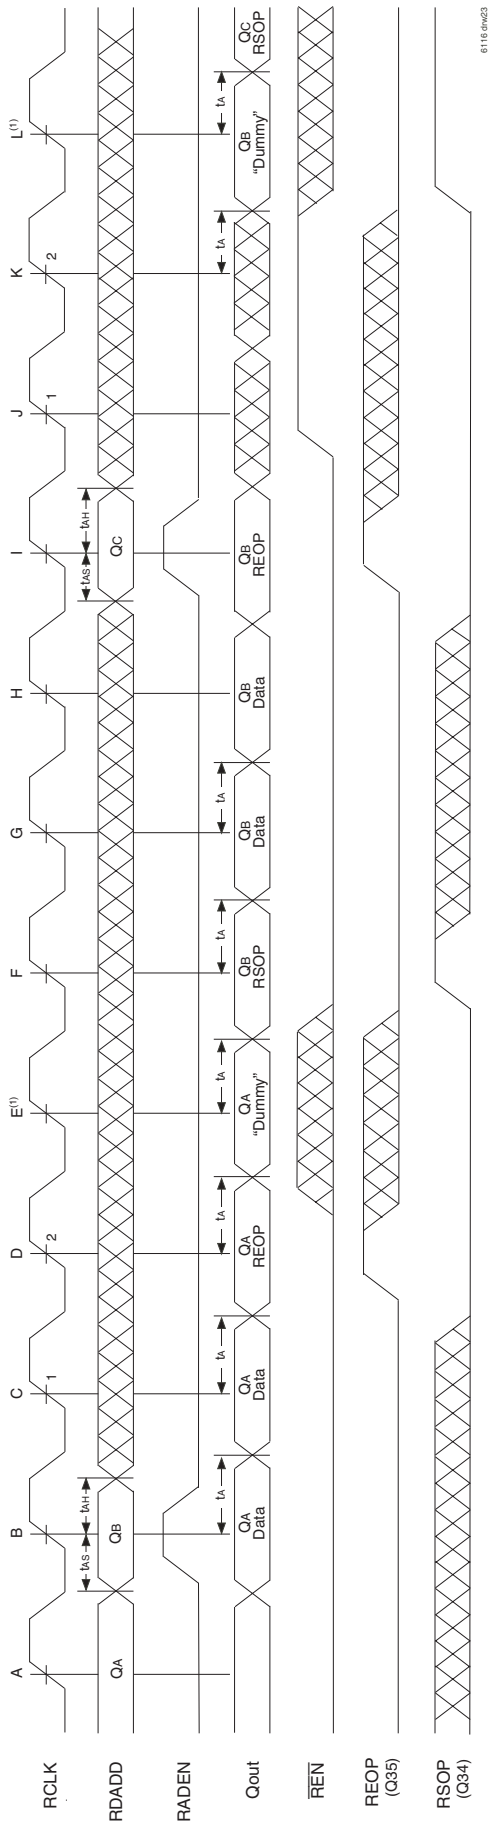 A B C D E(1) F G H I J K L(1)
RCLK 1 2 1 2
tAS tAH tAS tAH
RDADD QA QB QC
RADEN
tA tA tA tA tA tA tA tA
Qout QA Data QA Data QA REOP QA "Dummy" QB RSOP QB Data QB Data QB REOP QB "Dummy" QC RSOP
REN
REOP (Q35)
RSOP (Q34)
6116 drw23